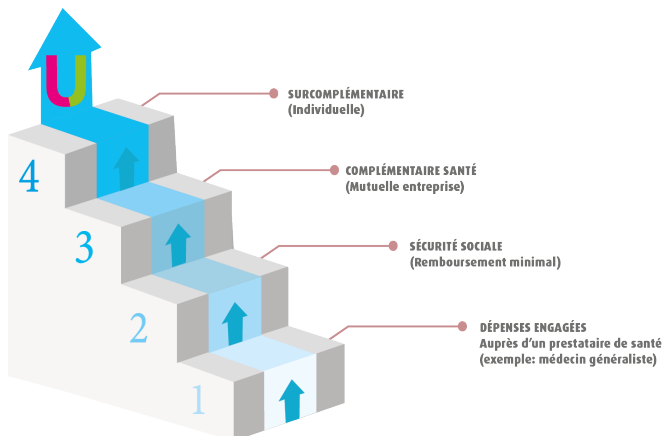 U
SURCOMPLÉMENTAIRE
(Individuelle)
4
COMPLÉMENTAIRE SANTÉ
(Mutuelle entreprise)
3
SÉCURITÉ SOCIALE
(Remboursement minimal)
2
DÉPENSES ENGAGÉES
Auprès d'un prestataire de santé
(exemple: médecin généraliste)
1